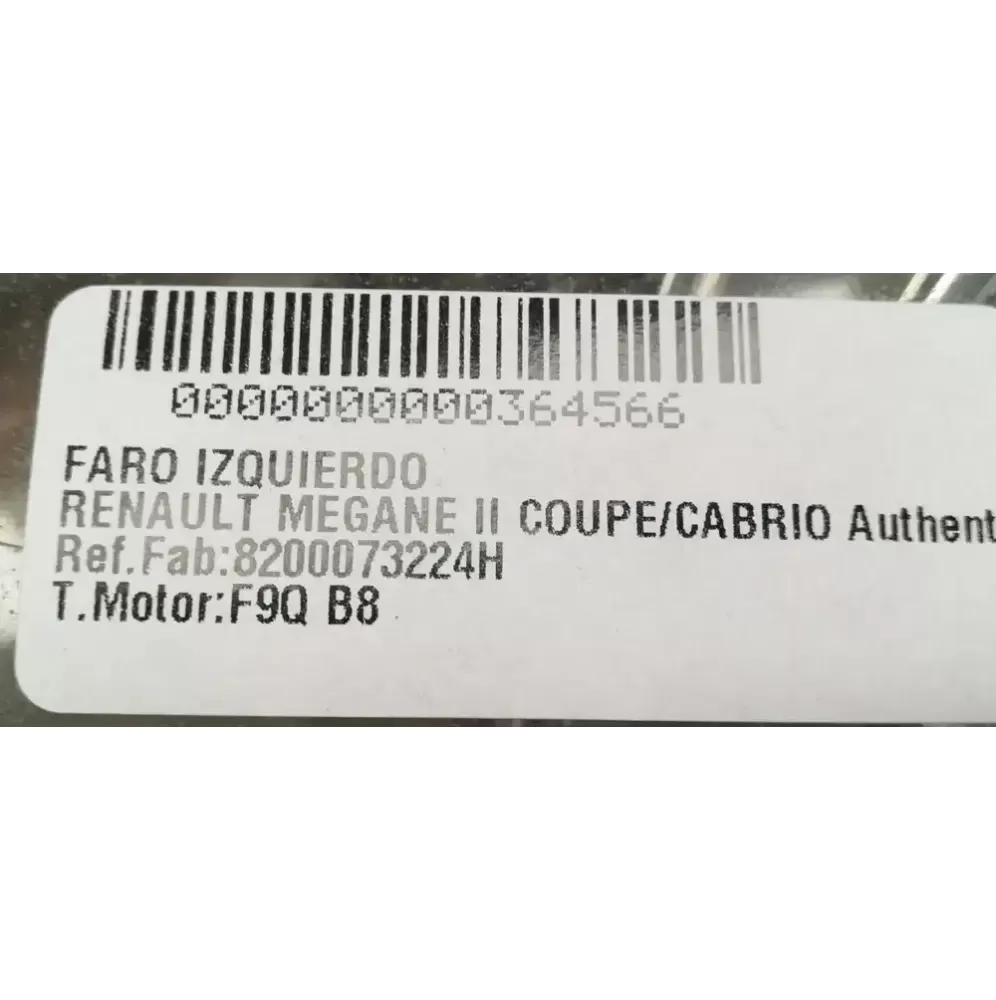 0000000000364566
FARO IZQUIERDO
RENAULT MEGANE II COUPE/CABRIO Authent
Ref.Fab:8200073224H
T.Motor:F9Q B8